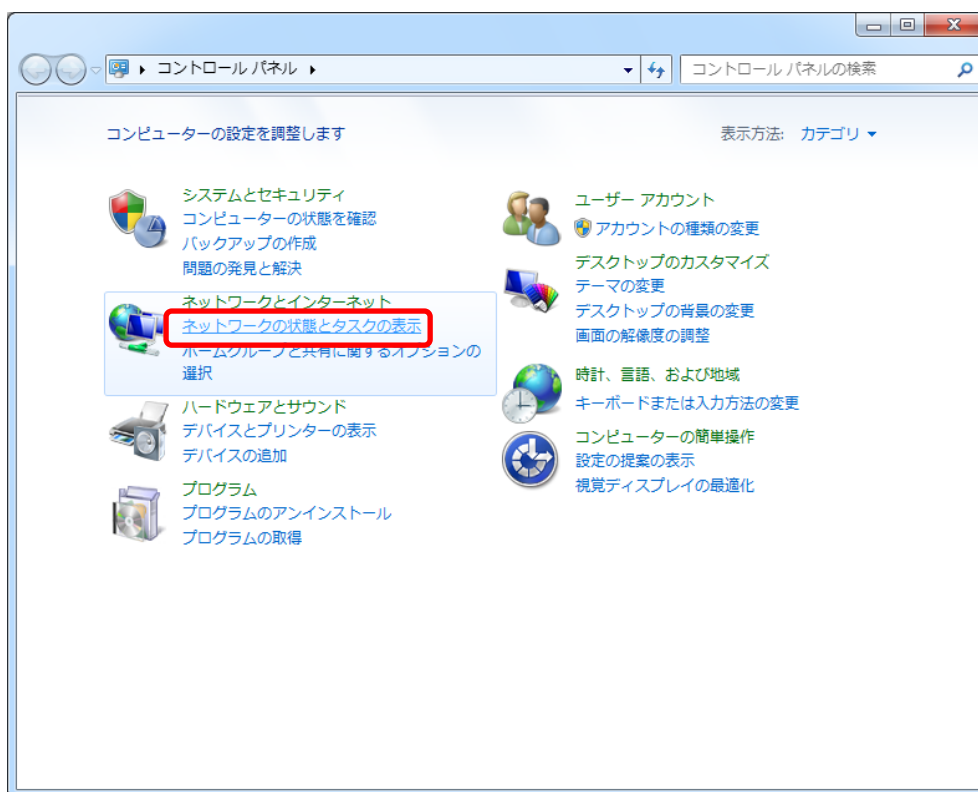 コントロール パネル
コントロール パネルの検索
コンピューターの設定を調整します
表示方法: カテゴリ
システムとセキュリティ
コンピューターの状態を確認
バックアップの作成
問題の発見と解決
ネットワークとインターネット
ネットワークの状態とタスクの表示
ホームグループと共有に関するオプションの
選択
ハードウェアとサウンド
デバイスとプリンターの表示
デバイスの追加
プログラム
プログラムのアンインストール
プログラムの取得
ユーザー アカウント
アカウントの種類の変更
デスクトップのカスタマイズ
テーマの変更
デスクトップの背景の変更
画面の解像度の調整
時計、言語、および地域
キーボードまたは入力方法の変更
コンピューターの簡単操作
設定の提案の表示
視覚ディスプレイの最適化